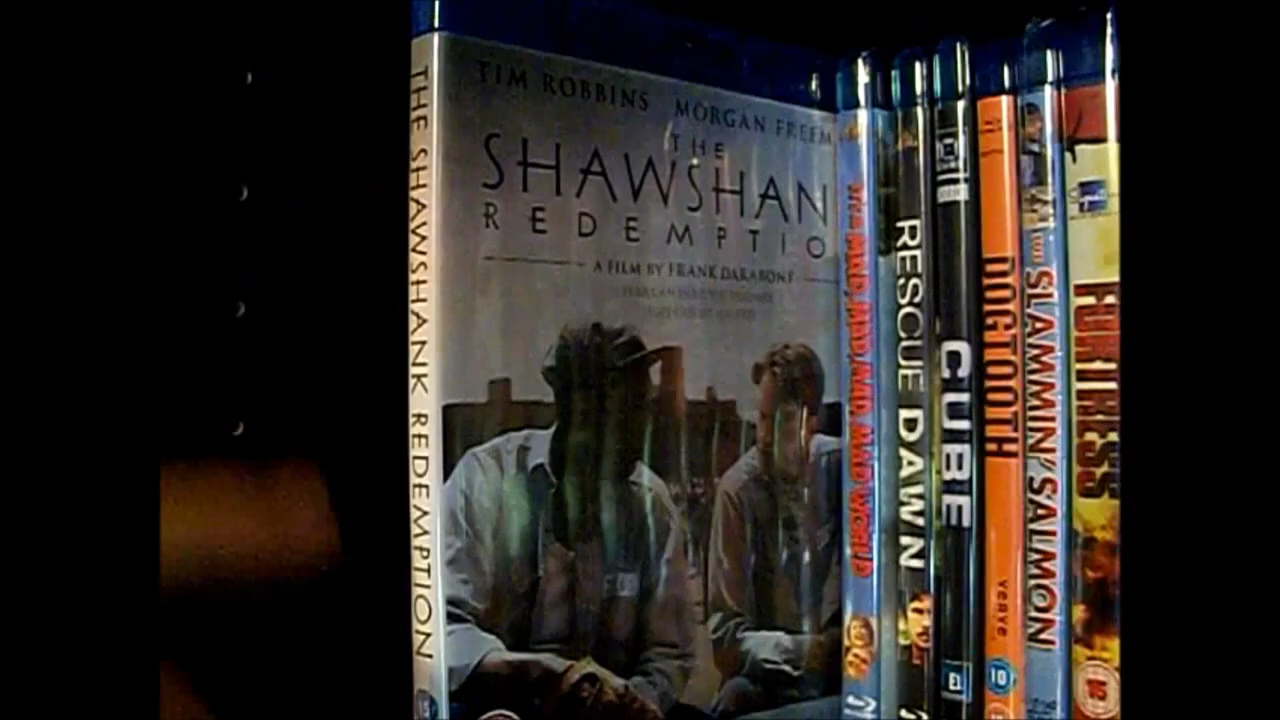 THE SHAWSHANK REDEMPTION
TIM ROBBINS MORGAN FREEM
THE
SHAWSHAN
REDEMPTIO
A FILM BY FRANK DARABONT
IT'S A MAD, MAD, MAD, MAD WORLD
RESCUE DAWN
CUBE
DOGTOOTH
verve
THE SLAMMIN' SALMON
FORTRESS
15